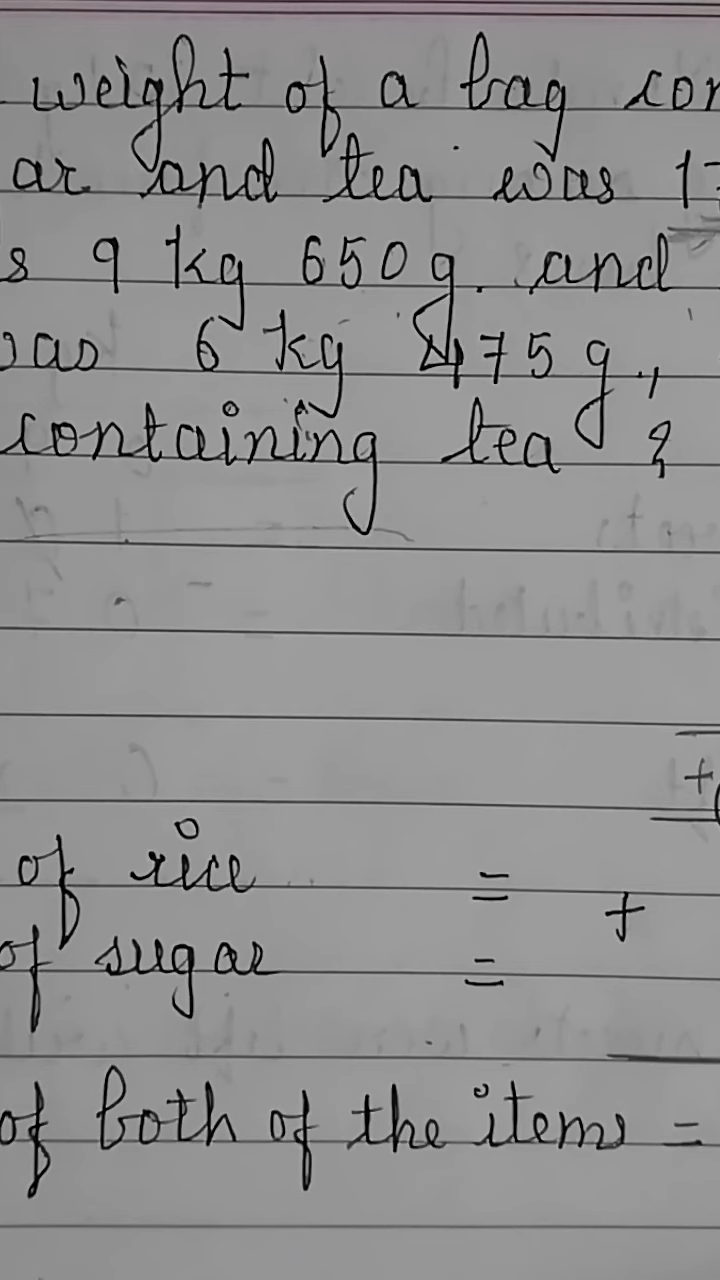 weight of a bag con
ar and tea was 17
s 9 kg 650 g. and
was 6 kg 475 g.,
containing tea ?
+
of rice = +
of sugar =
of both of the items =